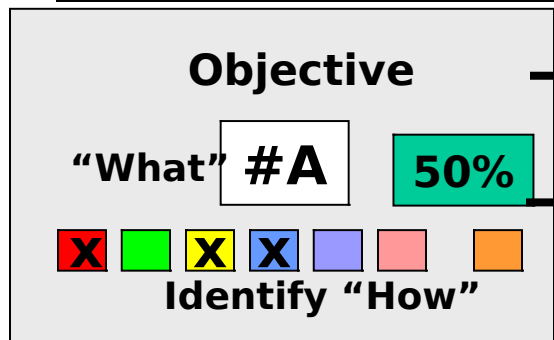 Objective
“What” #A 50%
X X X
Identify “How”